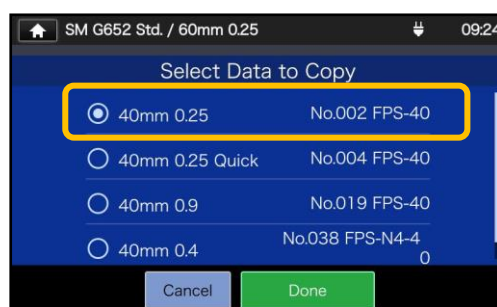 SM G652 Std. / 60mm 0.25 09:24
Select Data to Copy
40mm 0.25 No.002 FPS-40
40mm 0.25 Quick No.004 FPS-40
40mm 0.9 No.019 FPS-40
40mm 0.4 No.038 FPS-N4-4
0
Cancel Done